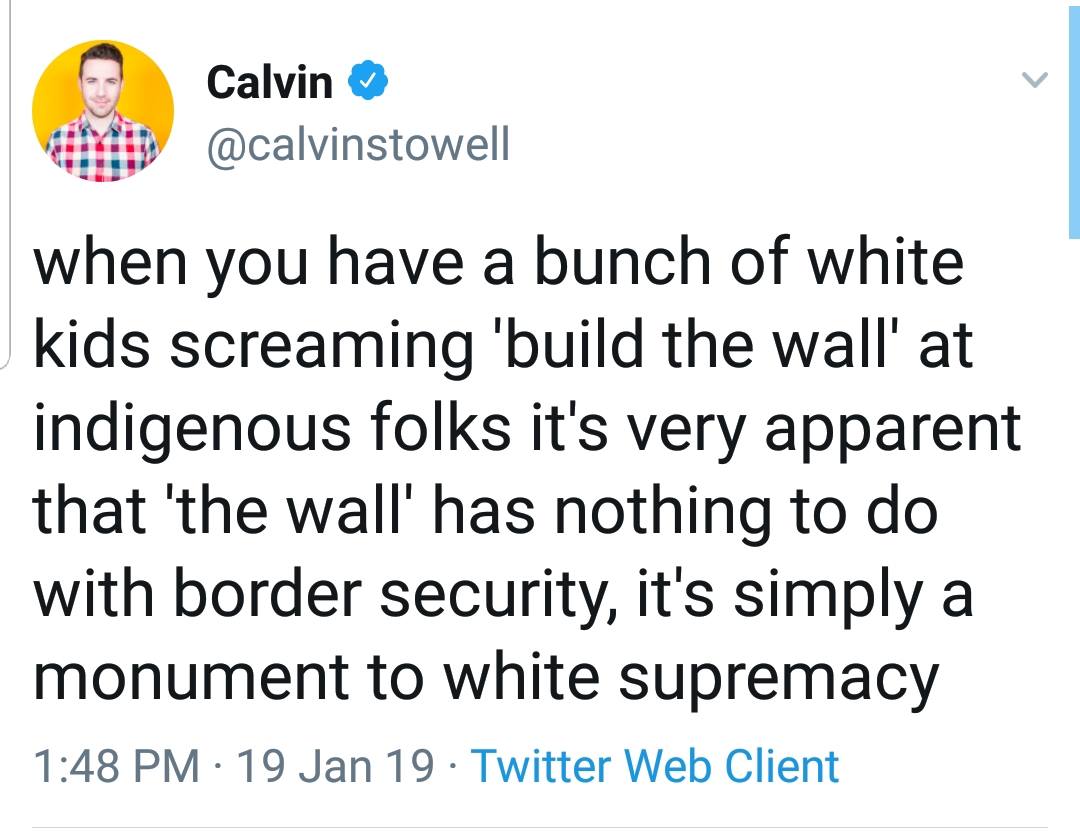 Calvin
@calvinstowell
when you have a bunch of white
kids screaming 'build the wall' at
indigenous folks it's very apparent
that 'the wall' has nothing to do
with border security, it's simply a
monument to white supremacy
1:48 PM · 19 Jan 19 · Twitter Web Client